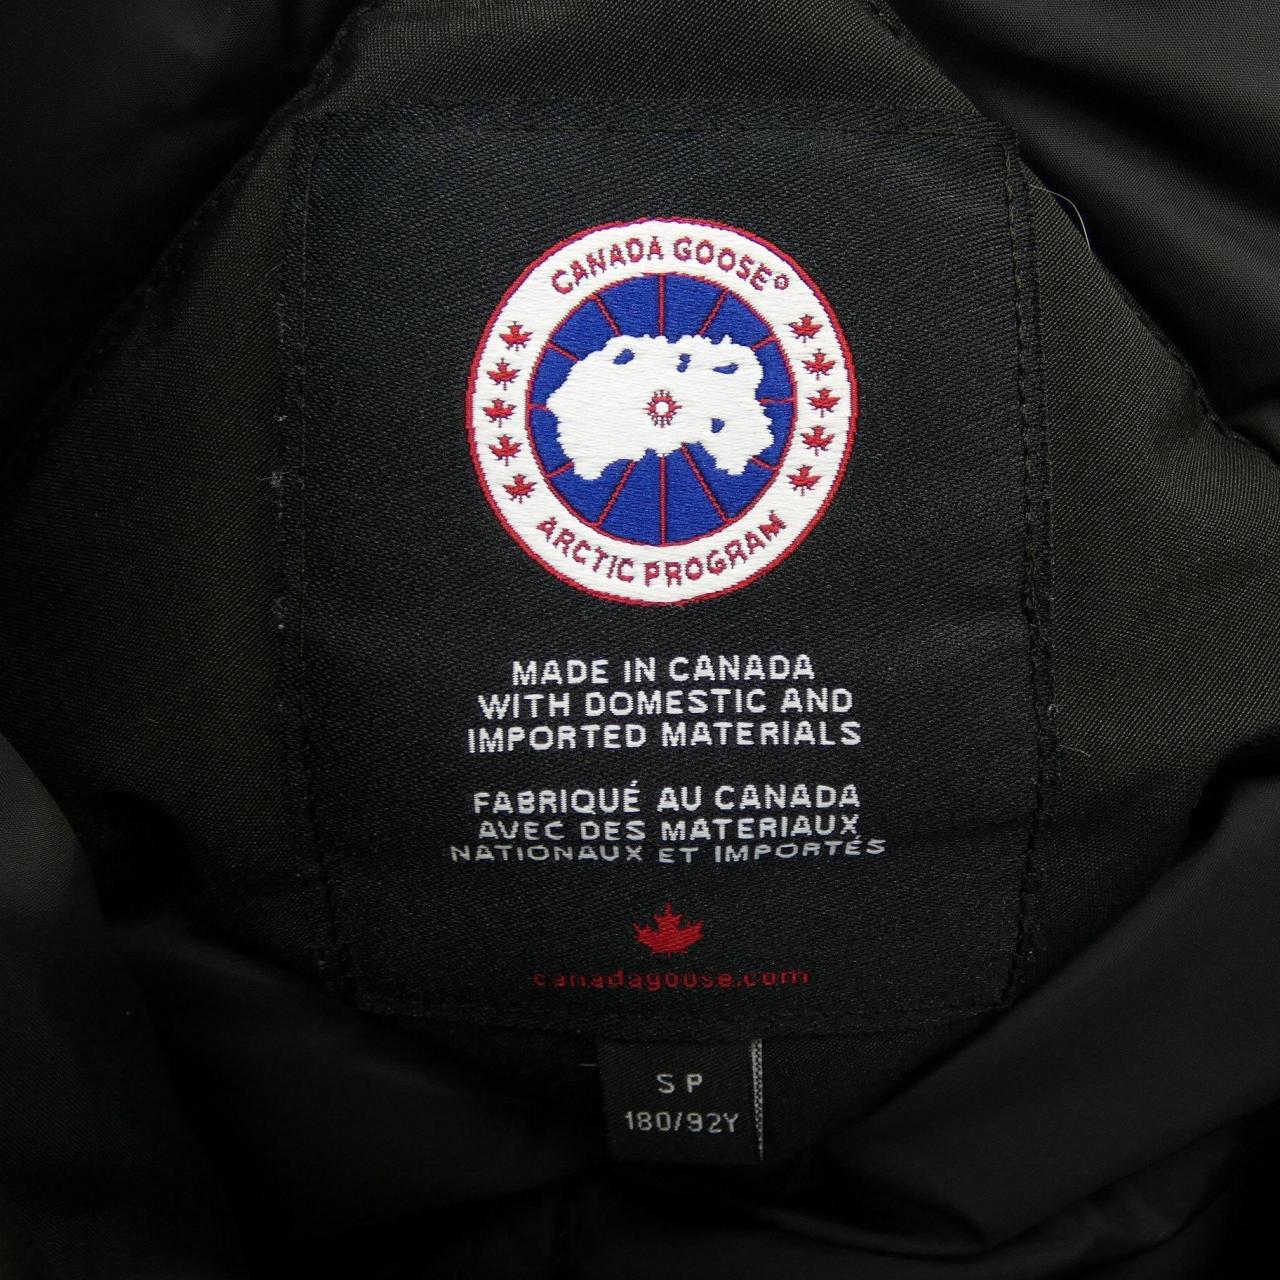 CANADA GOOSE®
ARCTIC PROGRAM
MADE IN CANADA
WITH DOMESTIC AND
IMPORTED MATERIALS
FABRIQUÉ AU CANADA
AVEC DES MATERIAUX
NATIONAUX ET IMPORTÉS
canadagoose.com
S P
180/92Y